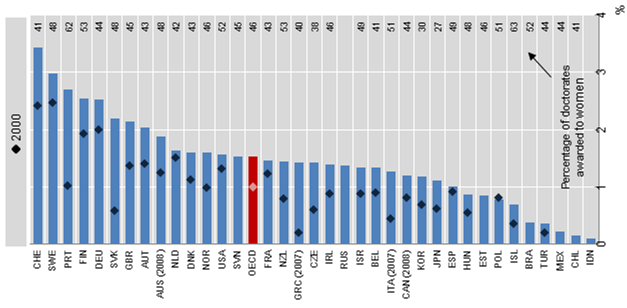 2000
41 48 62 53 44 48 45 43 48 42 43 46 52 45 46 43 53 40 38 46 49 41 51 44 30 27 49 48 46 51 63 52 44 44 41
%
4
3
2
1
0
Percentage of doctorates
awarded to women
CHE SWE PRT FIN DEU SVK GBR AUT AUS (2008) NLD DNK NOR USA SVN OECD FRA NZL GRC (2007) CZE IRL RUS ISR BEL ITA (2007) CAN (2008) KOR JPN ESP HUN EST POL ISL BRA TUR MEX CHL IDN